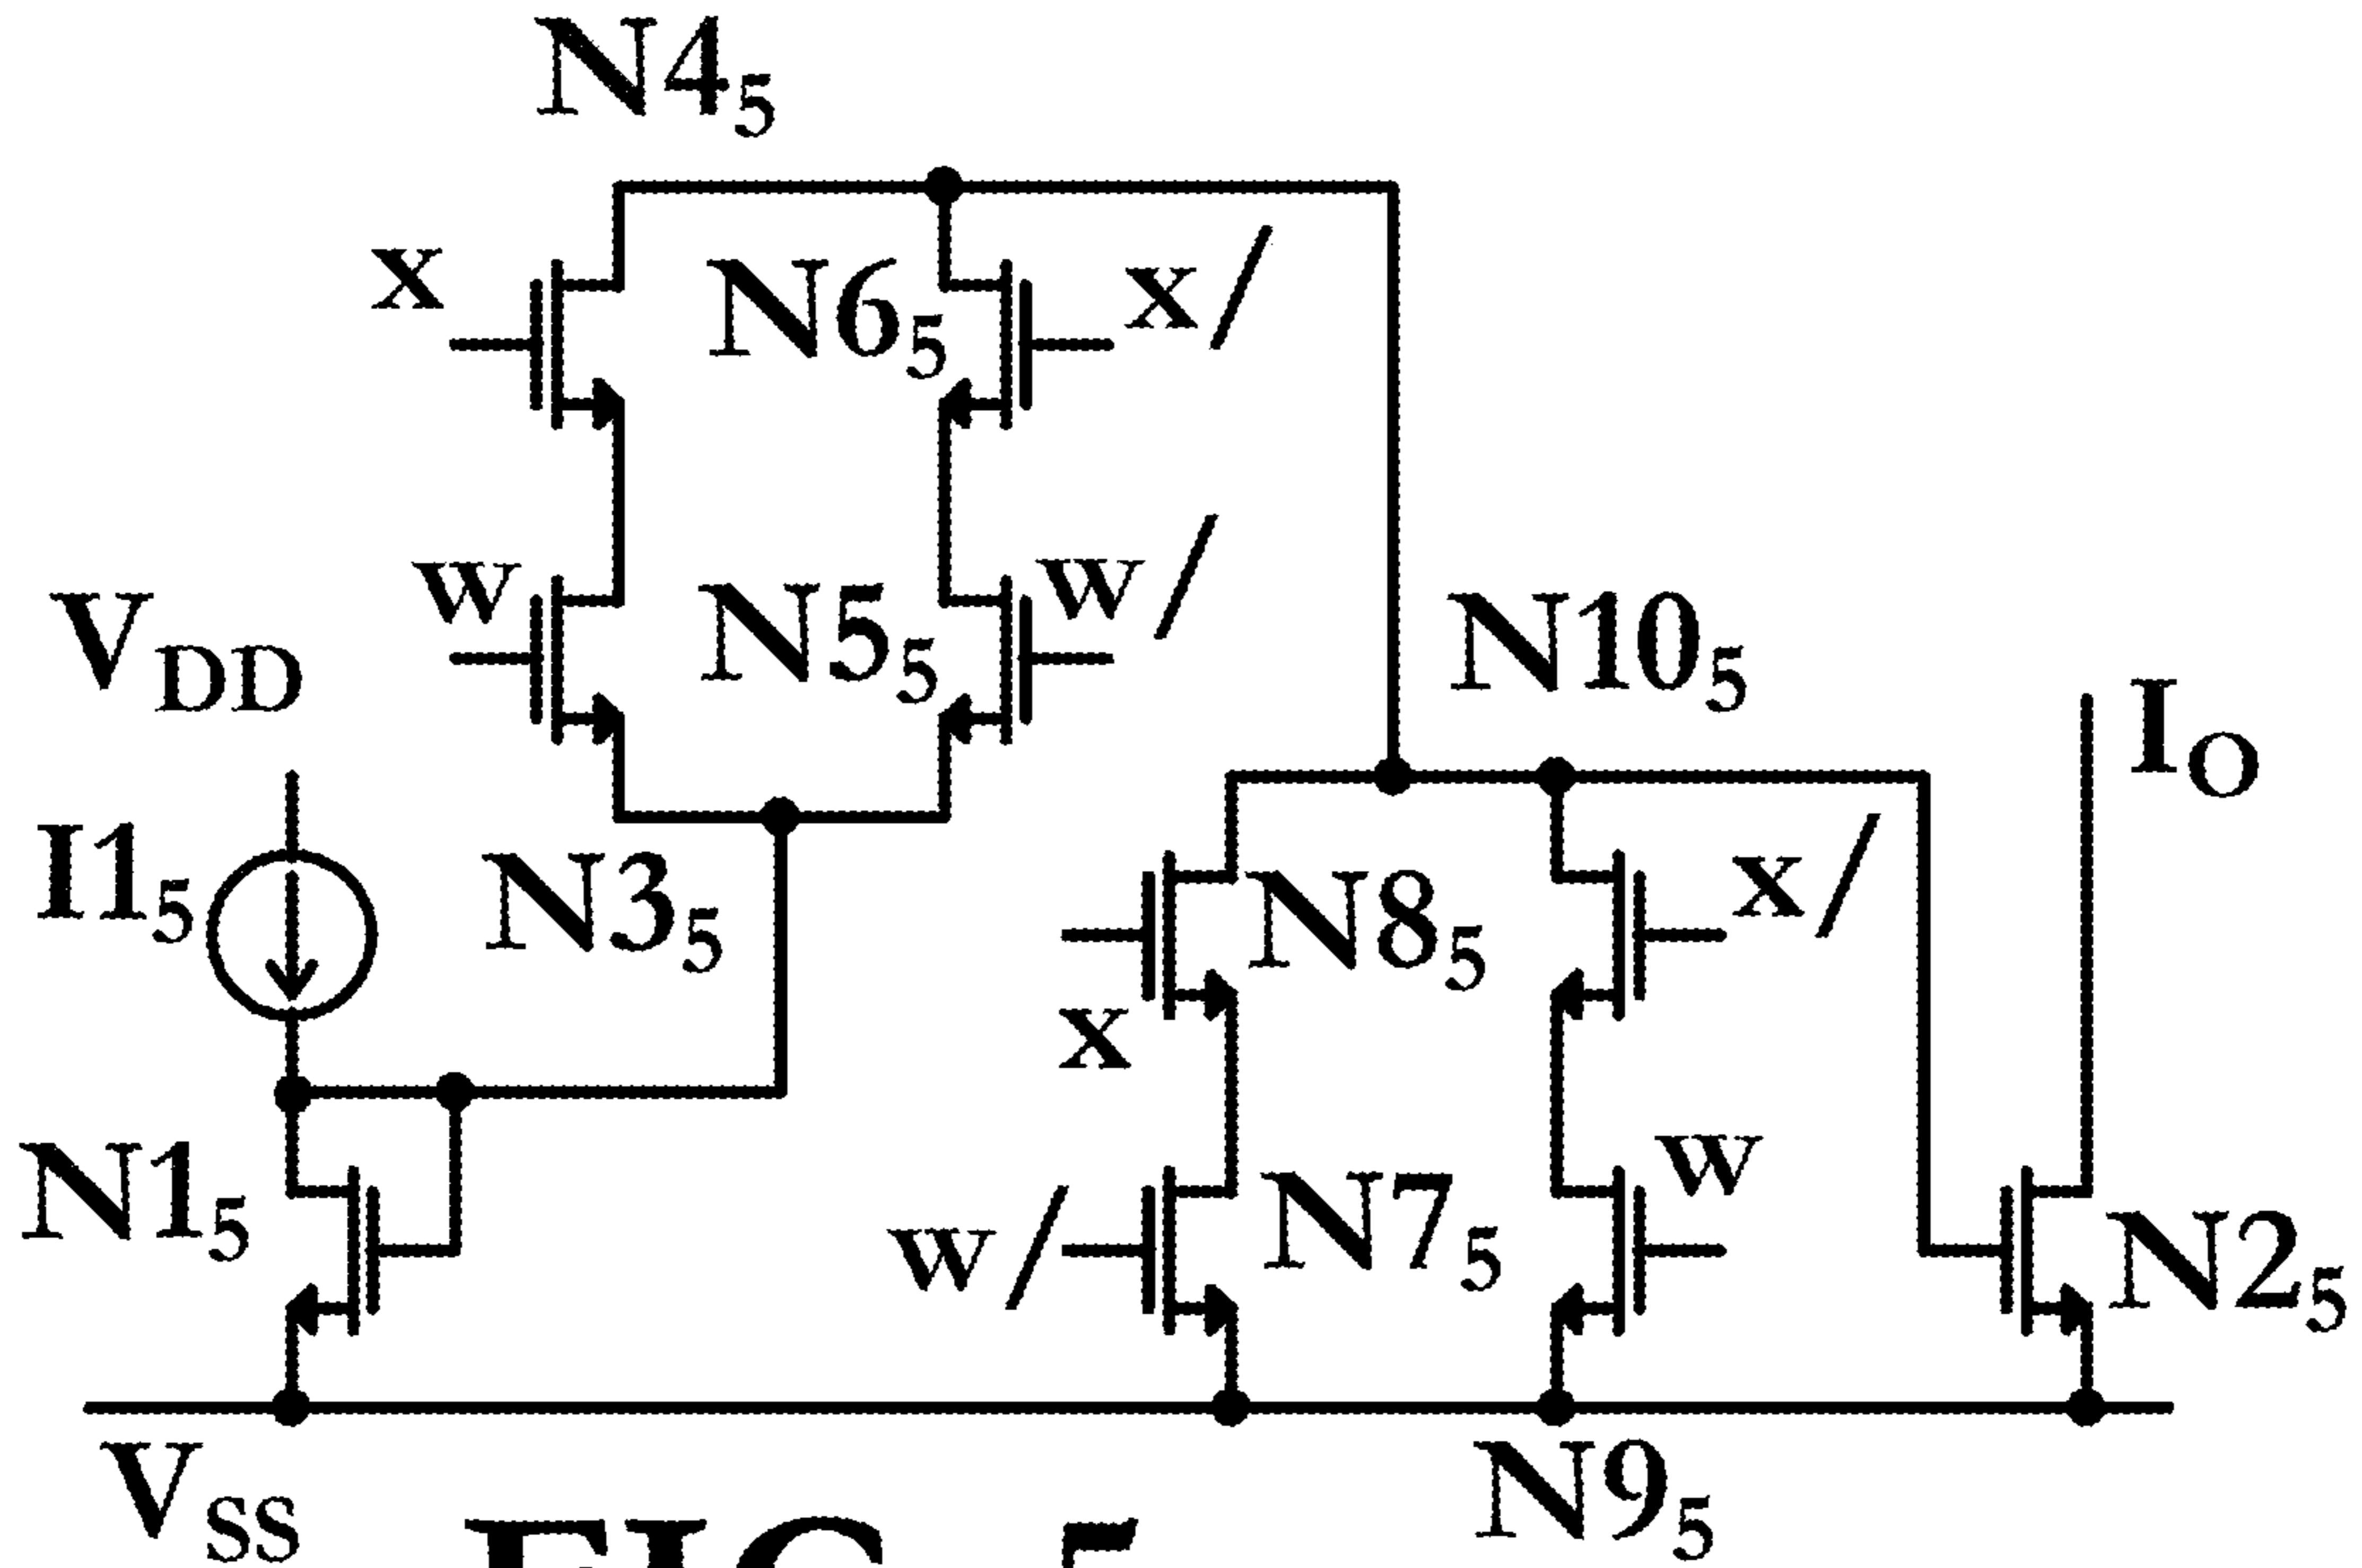 N4₅
x
N6₅
x/
w
N5₅
w/
V_DD
N10₅
I_O
I1₅
N3₅
N8₅
x/
x
N1₅
w/
N7₅
w
N2₅
V_SS
N9₅